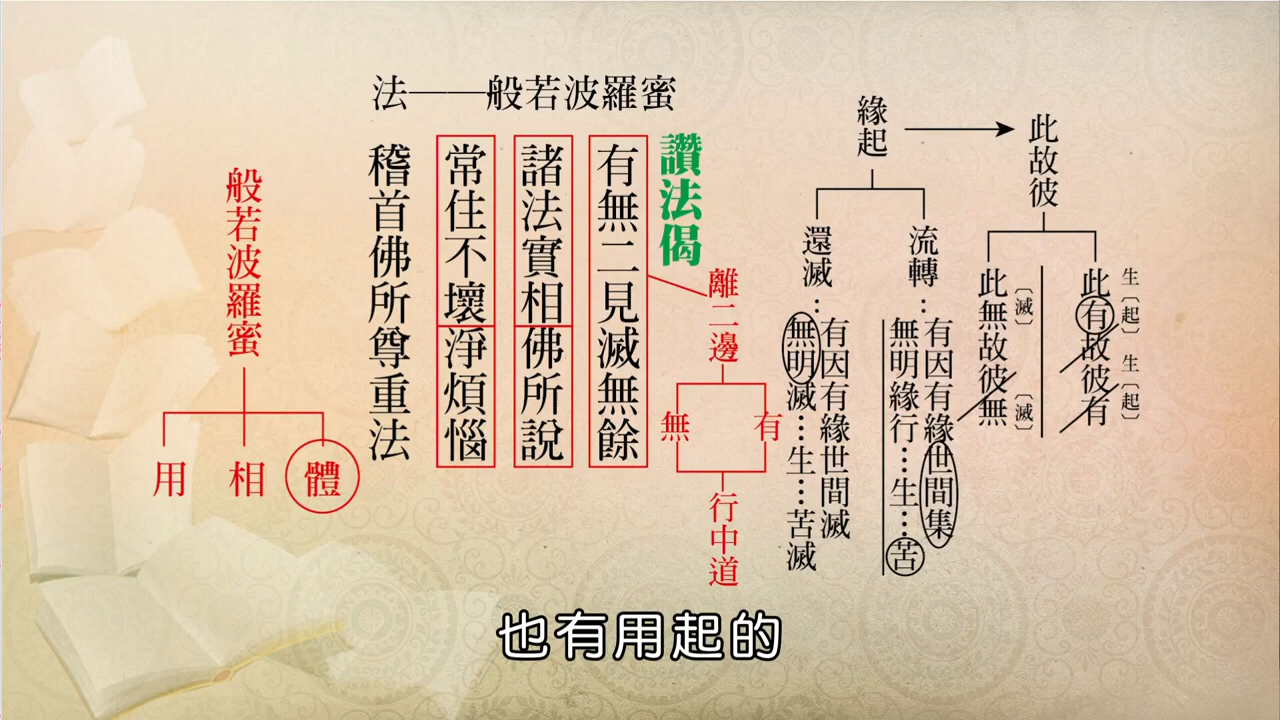 法——般若波羅蜜
讚法偈
有無二見滅無餘
諸法實相佛所說
常住不壞淨煩惱
稽首佛所尊重法
離二邊
有
無
行中道
般若波羅蜜
體
相
用
緣起
此故彼
流轉：
有因有緣世間集
無明緣行…生…苦
還滅：
有因有緣世間滅
無明滅…生…苦滅
生〔起〕生〔起〕
此有故彼有
〔滅〕〔滅〕
此無故彼無
也有用起的